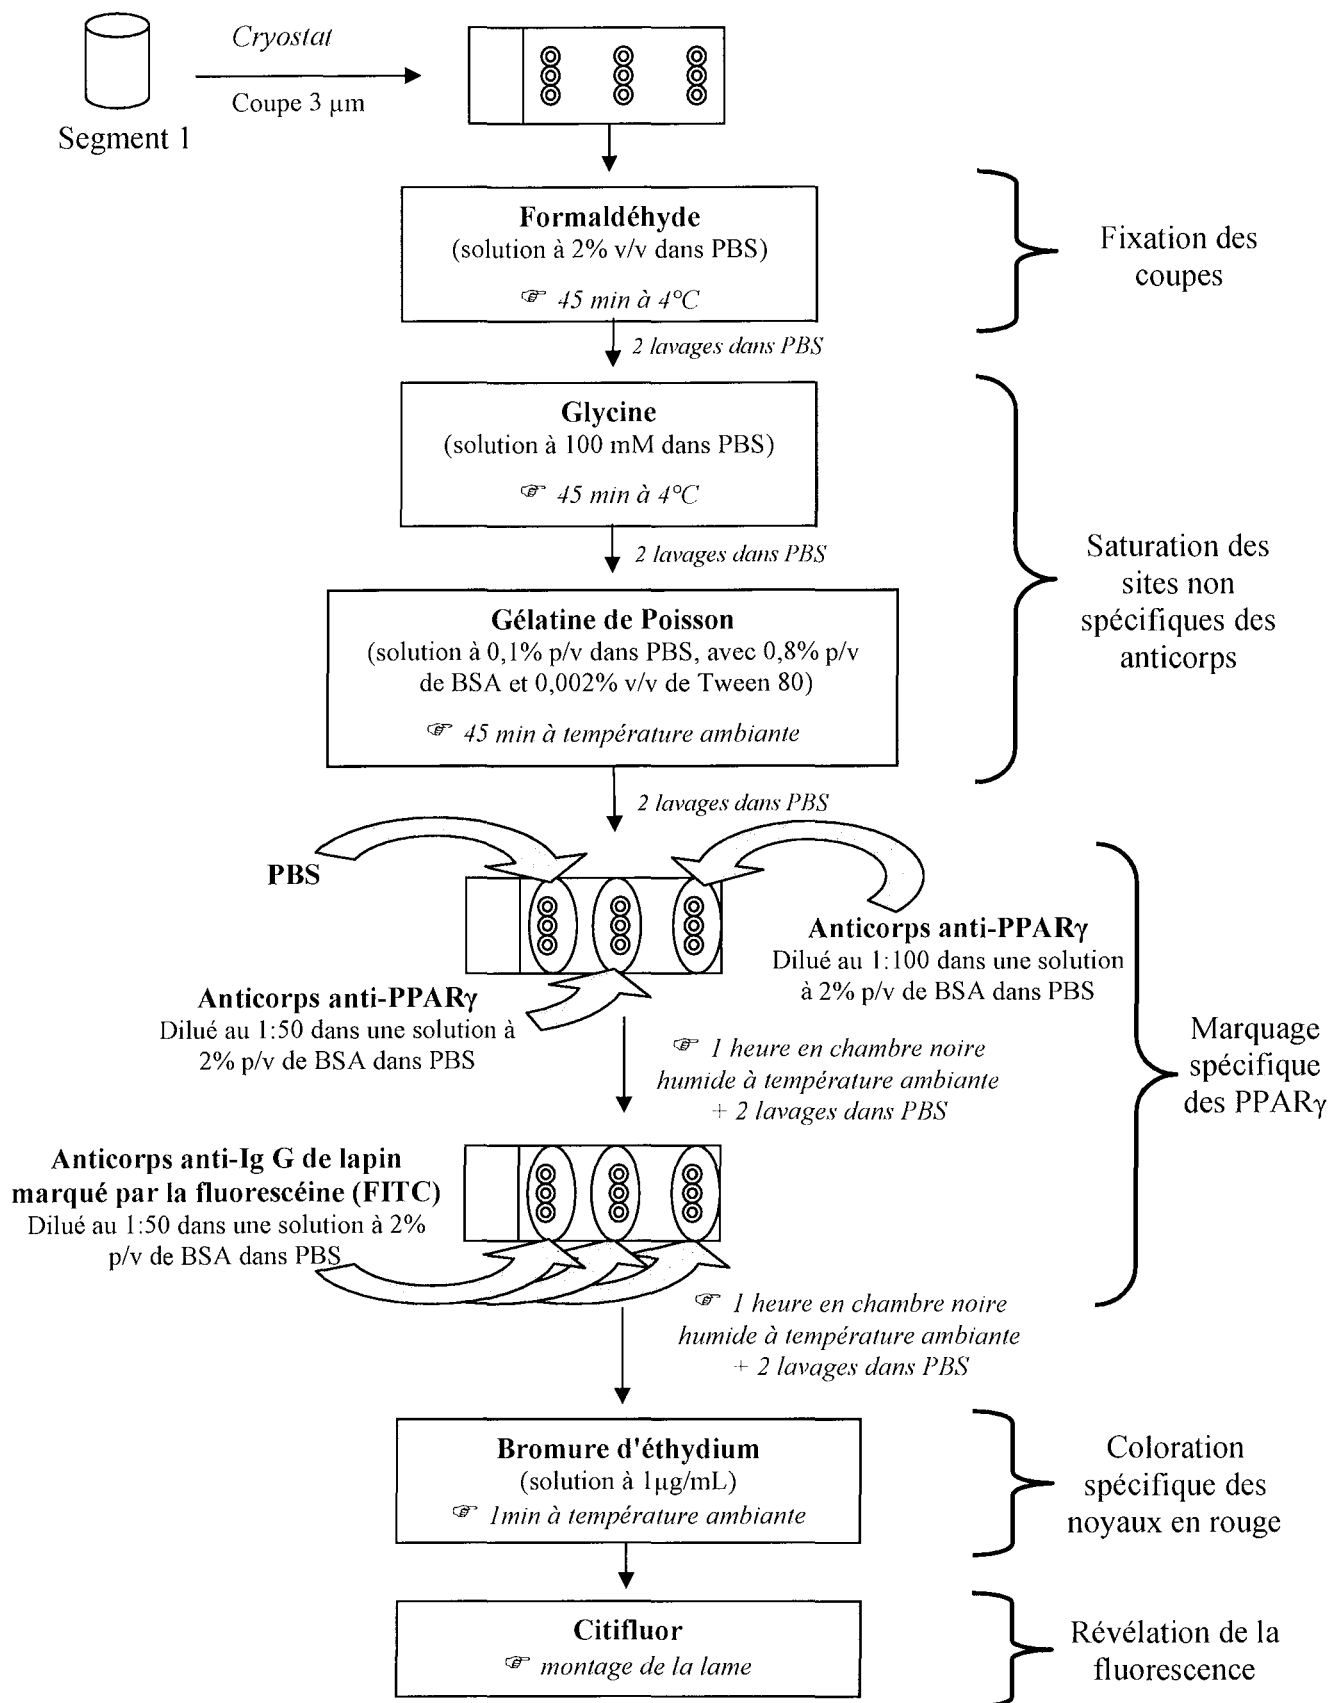 Cryostat
Coupe 3 µm
Segment 1
Formaldéhyde
(solution à 2% v/v dans PBS)
☞ 45 min à 4°C
Fixation des
coupes
2 lavages dans PBS
Glycine
(solution à 100 mM dans PBS)
☞ 45 min à 4°C
2 lavages dans PBS
Gélatine de Poisson
(solution à 0,1% p/v dans PBS, avec 0,8% p/v
de BSA et 0,002% v/v de Tween 80)
☞ 45 min à température ambiante
Saturation des
sites non
spécifiques des
anticorps
2 lavages dans PBS
PBS
Anticorps anti-PPARγ
Dilué au 1:100 dans une solution
à 2% p/v de BSA dans PBS
Anticorps anti-PPARγ
Dilué au 1:50 dans une solution à
2% p/v de BSA dans PBS
☞ 1 heure en chambre noire
humide à température ambiante
+ 2 lavages dans PBS
Marquage
spécifique
des PPARγ
Anticorps anti-Ig G de lapin
marqué par la fluorescéine (FITC)
Dilué au 1:50 dans une solution à 2%
p/v de BSA dans PBS
☞ 1 heure en chambre noire
humide à température ambiante
+ 2 lavages dans PBS
Bromure d'éthydium
(solution à 1µg/mL)
☞ 1min à température ambiante
Coloration
spécifique des
noyaux en rouge
Citifluor
☞ montage de la lame
Révélation de la
fluorescence